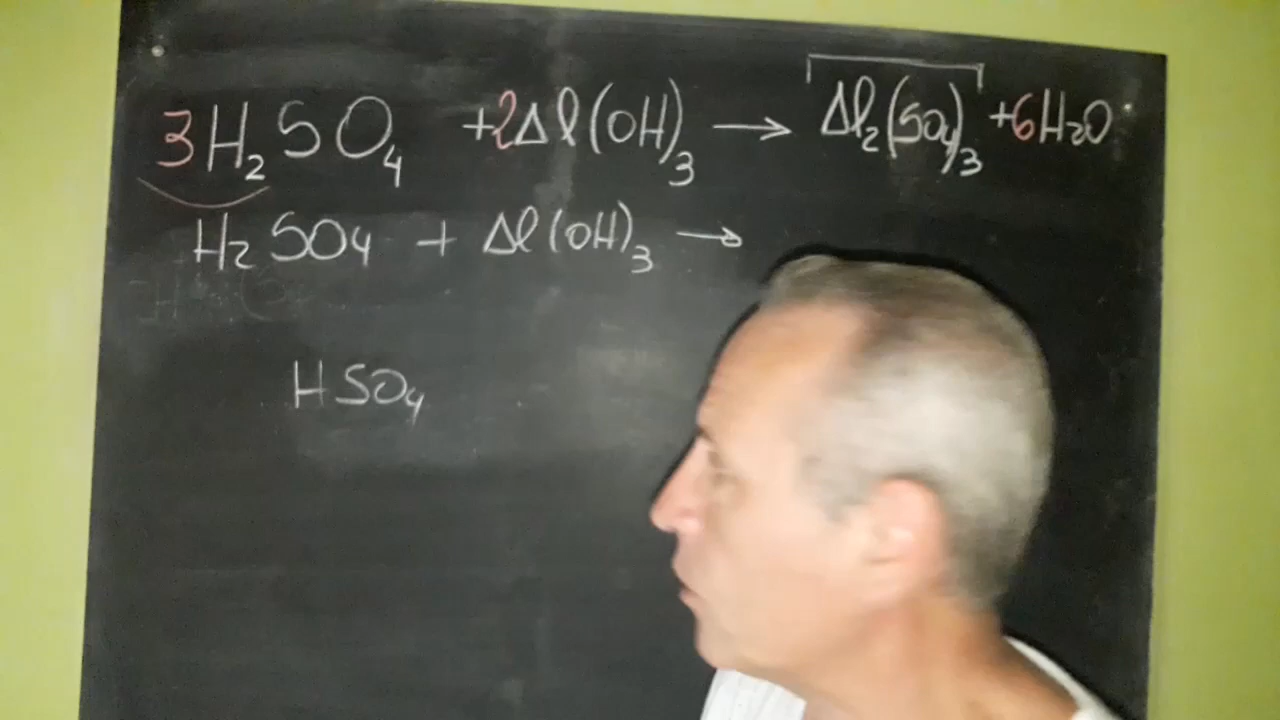 3H₂SO₄ +2Al(OH)₃ → Al₂(SO₄)₃ +6H₂O
H₂SO₄ + Al(OH)₃ →
HSO₄